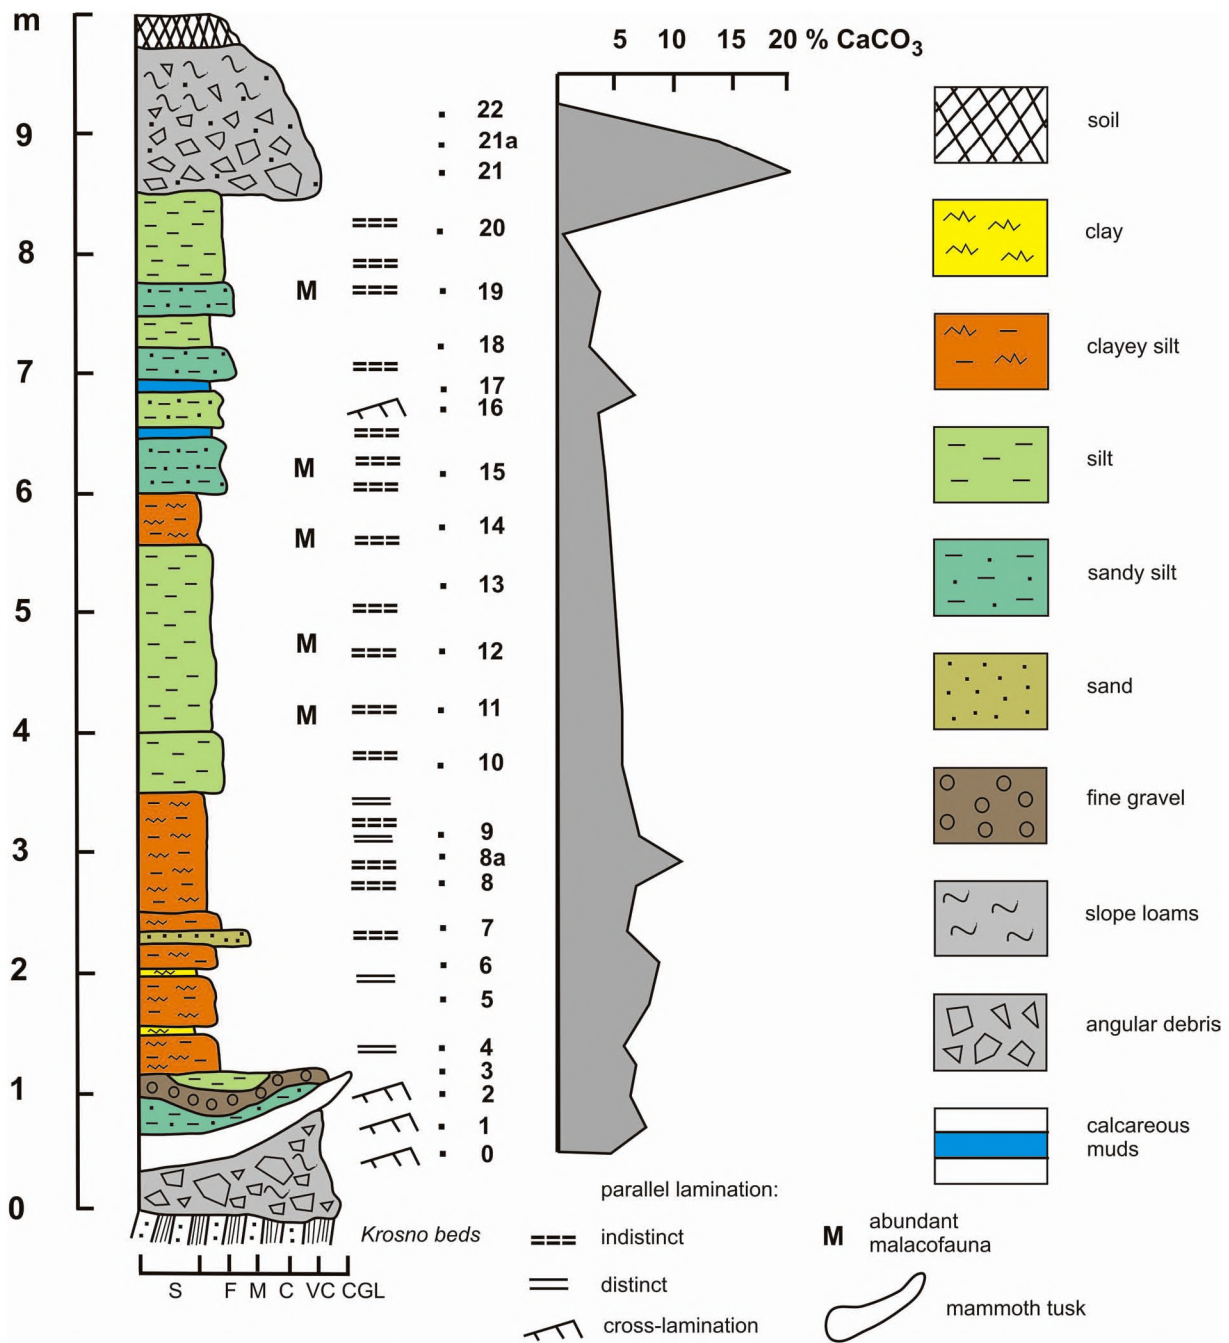 m
5 10 15 20 % CaCO3
9
8
7
6
5
4
3
2
1
0
22
21a
21
20
M 19
18
17
16
M 15
M 14
13
M 12
M 11
10
9
8a
8
7
6
5
4
3
2
1
0
Krosno beds
S F M C VC CGL
soil
clay
clayey silt
silt
sandy silt
sand
fine gravel
slope loams
angular debris
calcareous
muds
parallel lamination:
indistinct
distinct
cross-lamination
M abundant
malacofauna
mammoth tusk